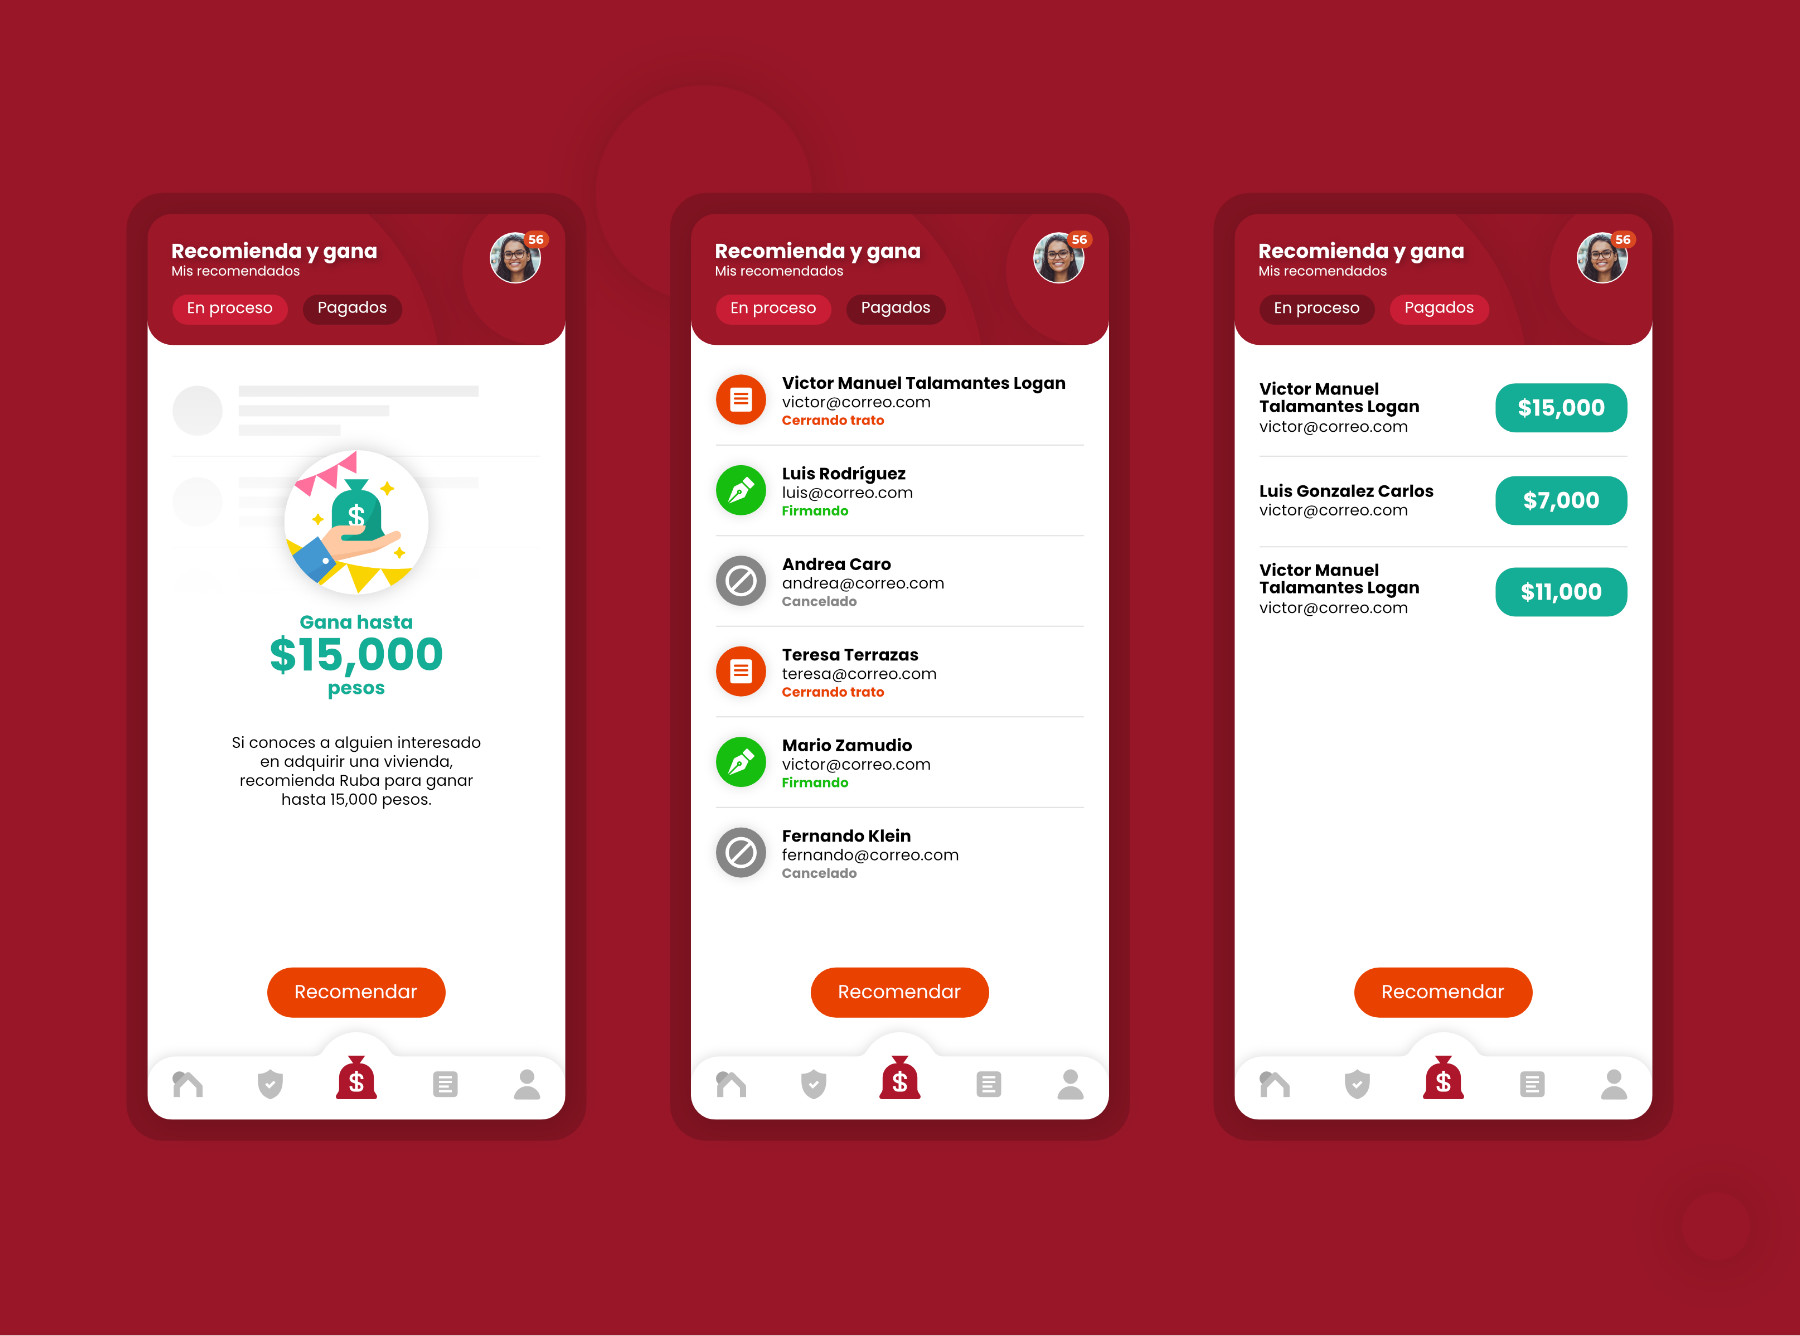 Recomienda y gana
Mis recomendados
56
En proceso
Pagados
$
Gana hasta
$15,000
pesos
Si conoces a alguien interesado
en adquirir una vivienda,
recomienda Ruba para ganar
hasta 15,000 pesos.
Recomendar
$
Recomienda y gana
Mis recomendados
56
En proceso
Pagados
Victor Manuel Talamantes Logan
victor@correo.com
Cerrando trato
Luis Rodríguez
luis@correo.com
Firmando
Andrea Caro
andrea@correo.com
Cancelado
Teresa Terrazas
teresa@correo.com
Cerrando trato
Mario Zamudio
victor@correo.com
Firmando
Fernando Klein
fernando@correo.com
Cancelado
Recomendar
$
Recomienda y gana
Mis recomendados
56
En proceso
Pagados
Victor Manuel
Talamantes Logan
victor@correo.com
$15,000
Luis Gonzalez Carlos
victor@correo.com
$7,000
Victor Manuel
Talamantes Logan
victor@correo.com
$11,000
Recomendar
$